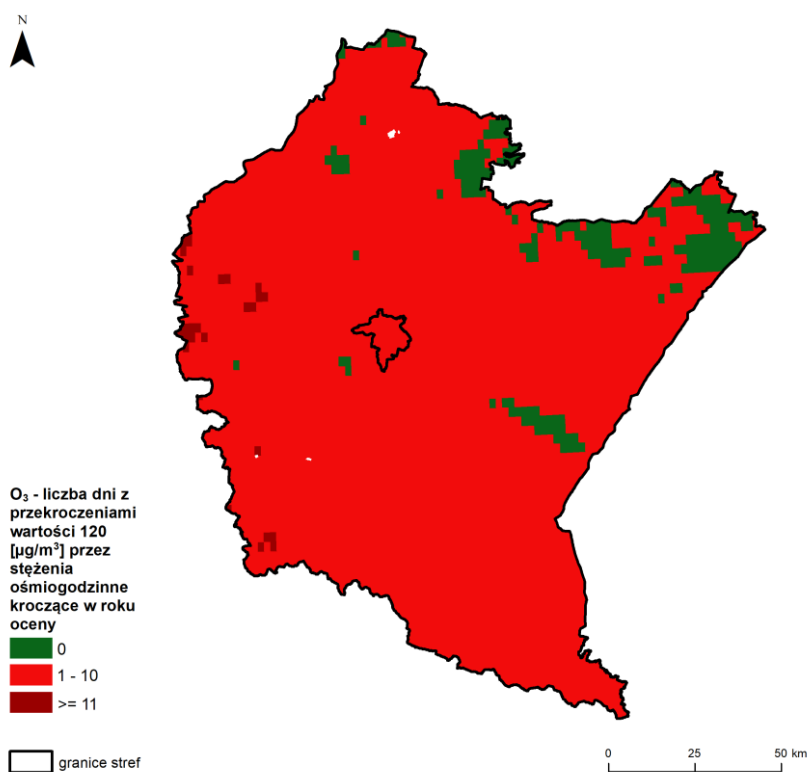 N
O₃ - liczba dni z
przekroczeniami
wartości 120
[µg/m³] przez
stężenia
ośmiogodzinne
kroczące w roku
oceny
0
1 - 10
>= 11
granice stref
0 25 50 km